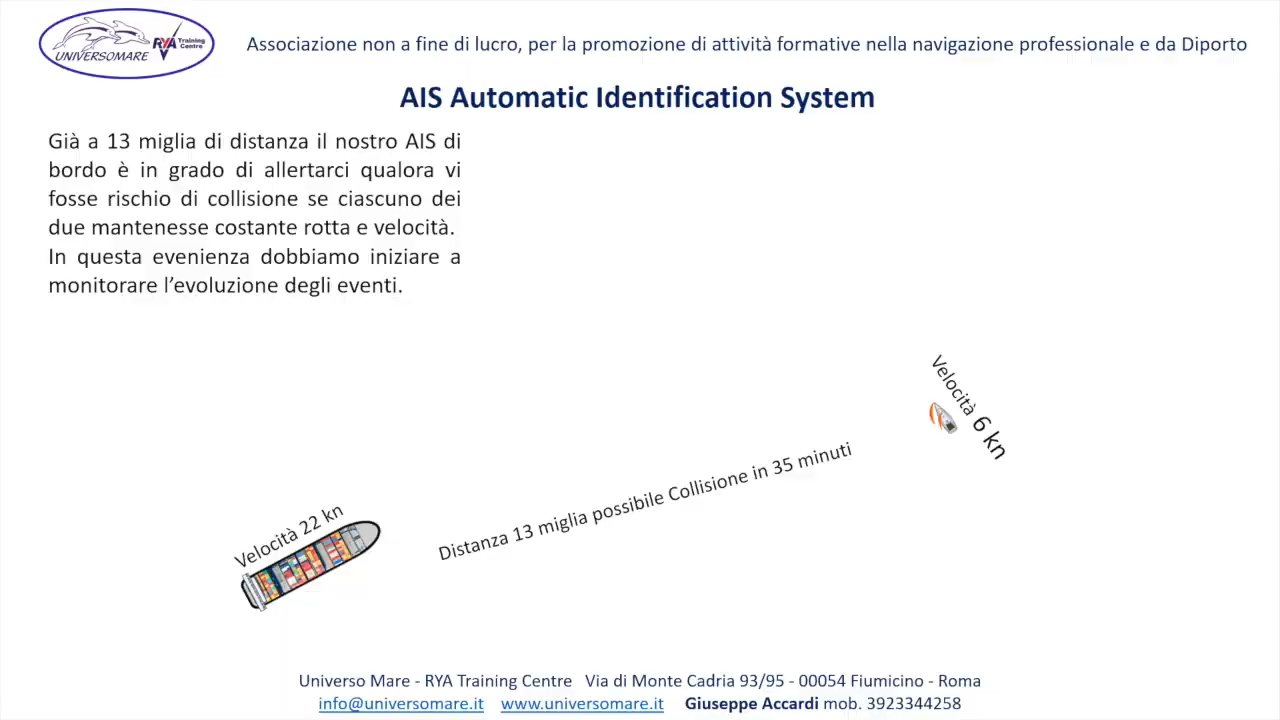 UNIVERSOMARE
RYA Training Centre
Associazione non a fine di lucro, per la promozione di attività formative nella navigazione professionale e da Diporto
AIS Automatic Identification System
Già a 13 miglia di distanza il nostro AIS di
bordo è in grado di allertarci qualora vi
fosse rischio di collisione se ciascuno dei
due mantenesse costante rotta e velocità.
In questa evenienza dobbiamo iniziare a
monitorare l’evoluzione degli eventi.
Velocità 6 kn
Distanza 13 miglia possibile Collisione in 35 minuti
Velocità 22 kn
Universo Mare - RYA Training Centre Via di Monte Cadria 93/95 - 00054 Fiumicino - Roma
info@universomare.it www.universomare.it Giuseppe Accardi mob. 3923344258